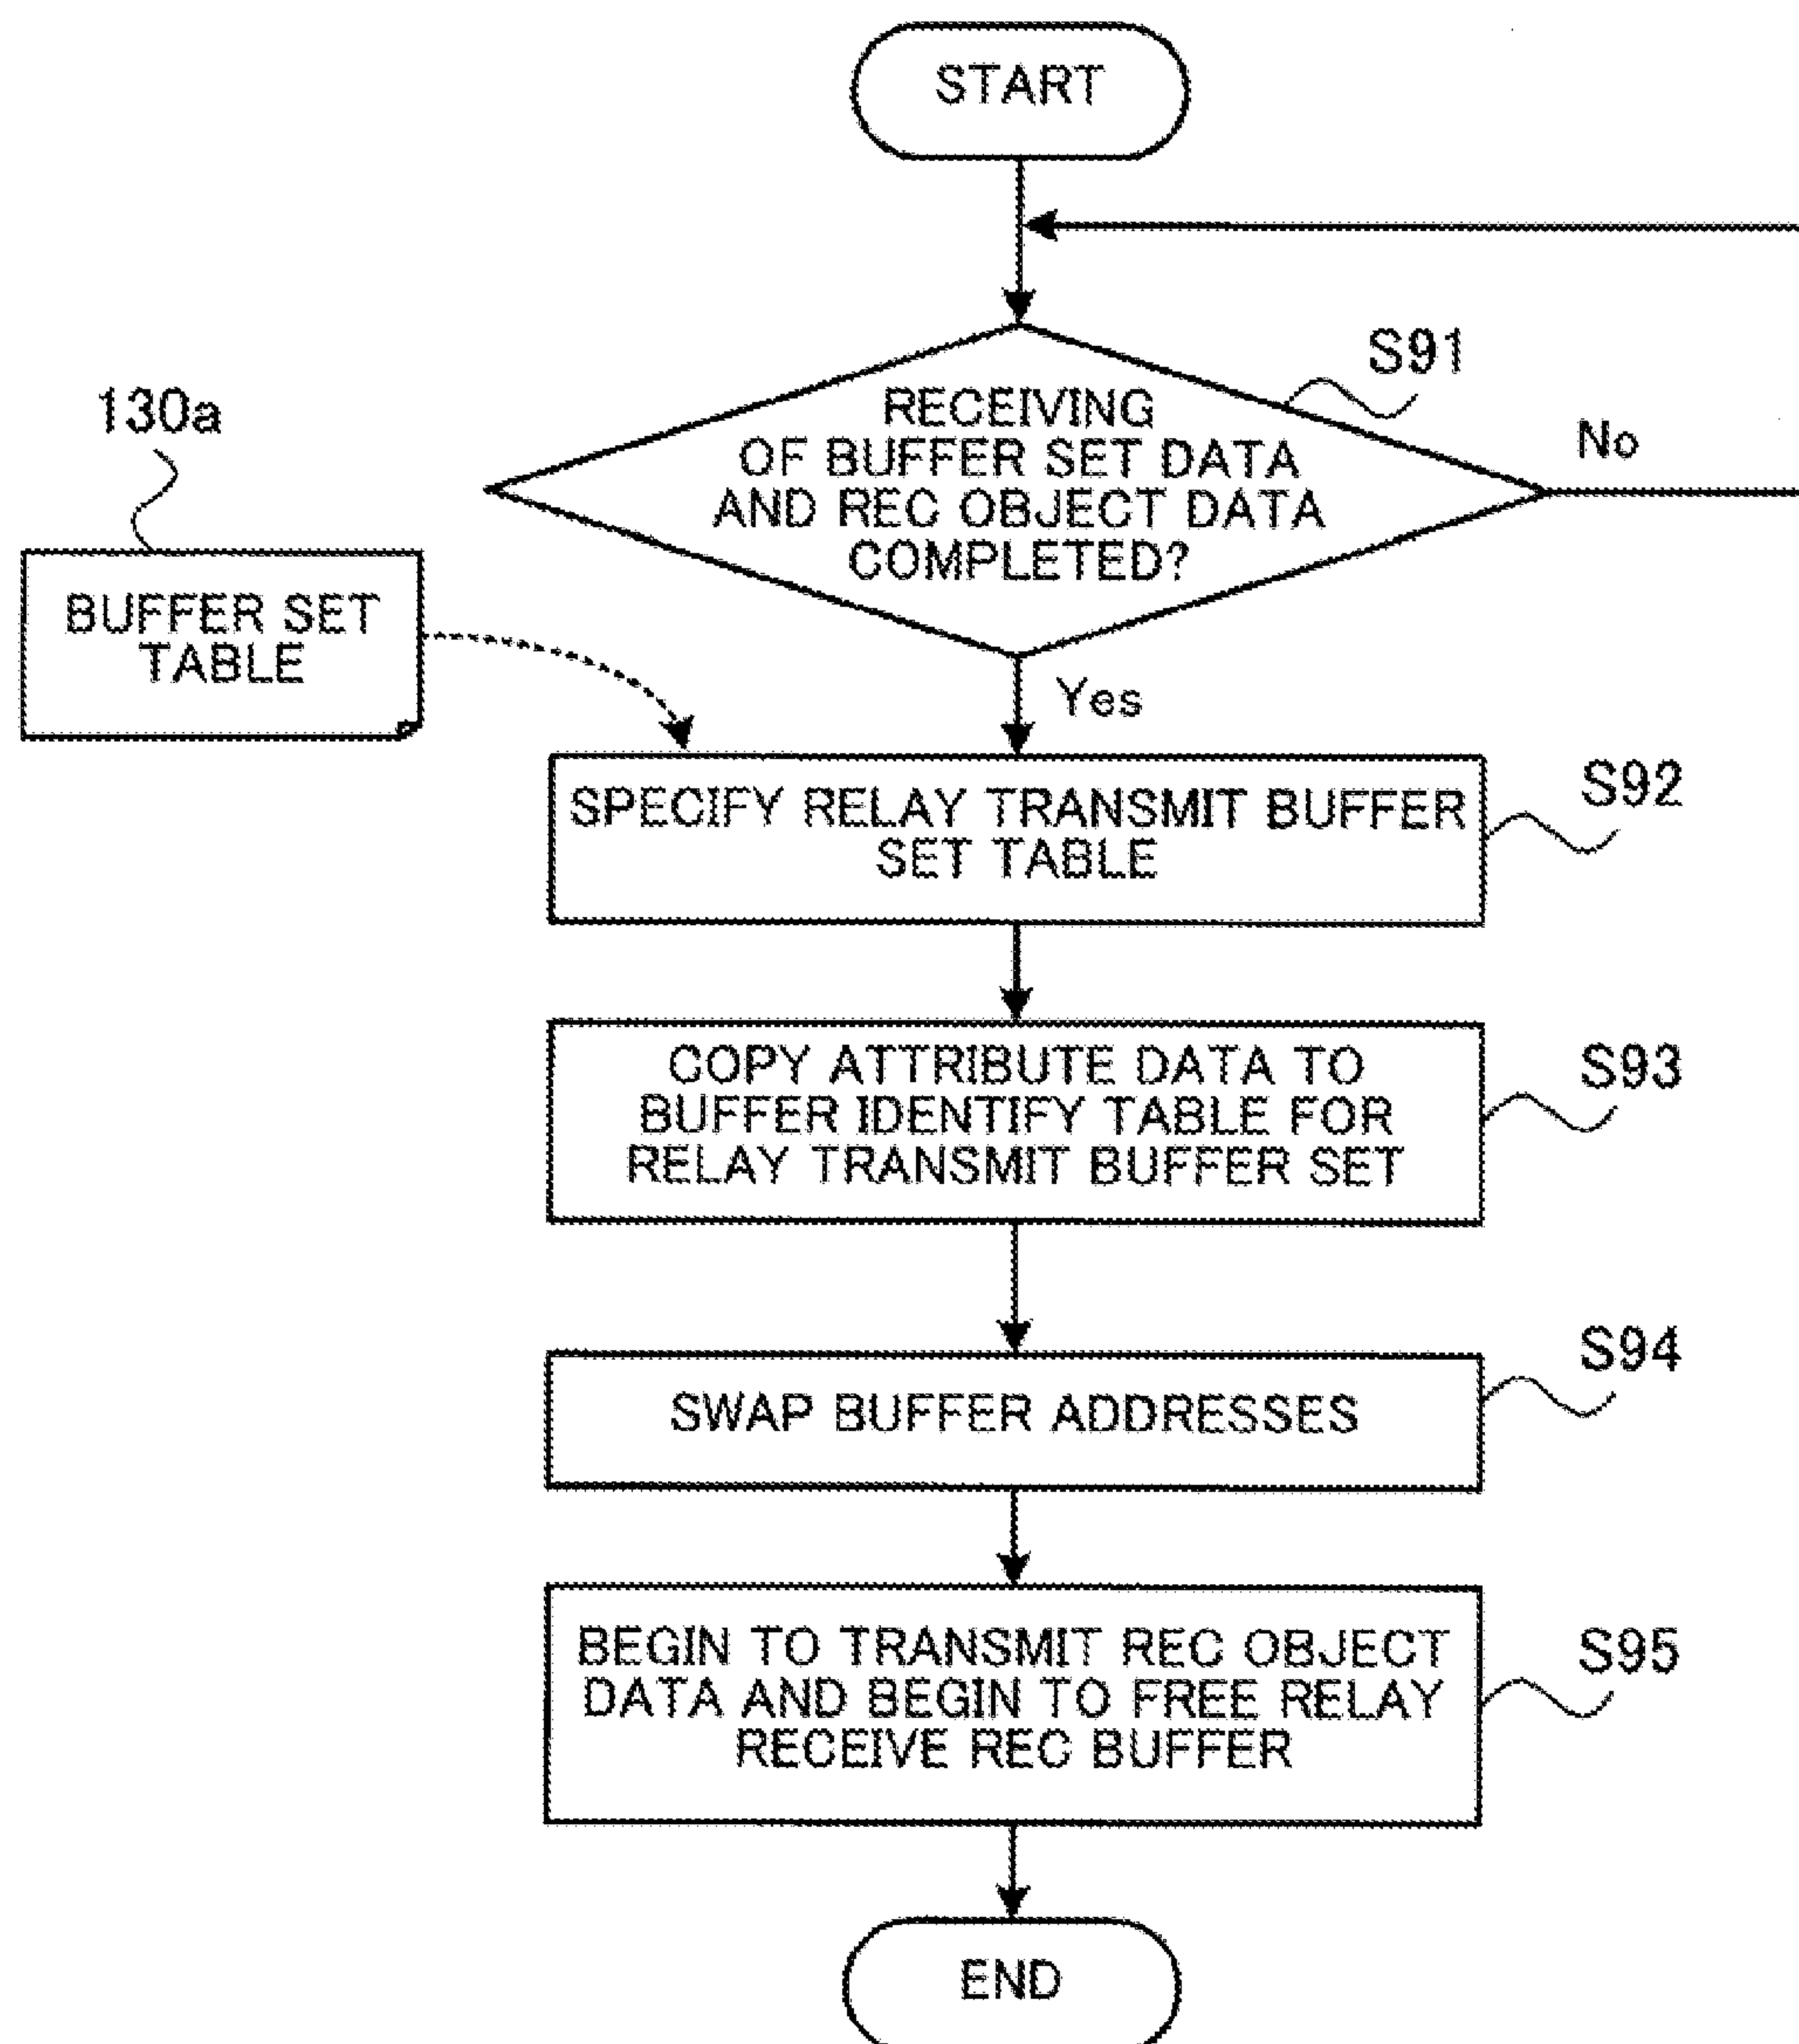 START
S91
RECEIVING
OF BUFFER SET DATA
AND REC OBJECT DATA
COMPLETED?
No
130a
BUFFER SET
TABLE
Yes
SPECIFY RELAY TRANSMIT BUFFER
SET TABLE
S92
COPY ATTRIBUTE DATA TO
BUFFER IDENTIFY TABLE FOR
RELAY TRANSMIT BUFFER SET
S93
SWAP BUFFER ADDRESSES
S94
BEGIN TO TRANSMIT REC OBJECT
DATA AND BEGIN TO FREE RELAY
RECEIVE REC BUFFER
S95
END